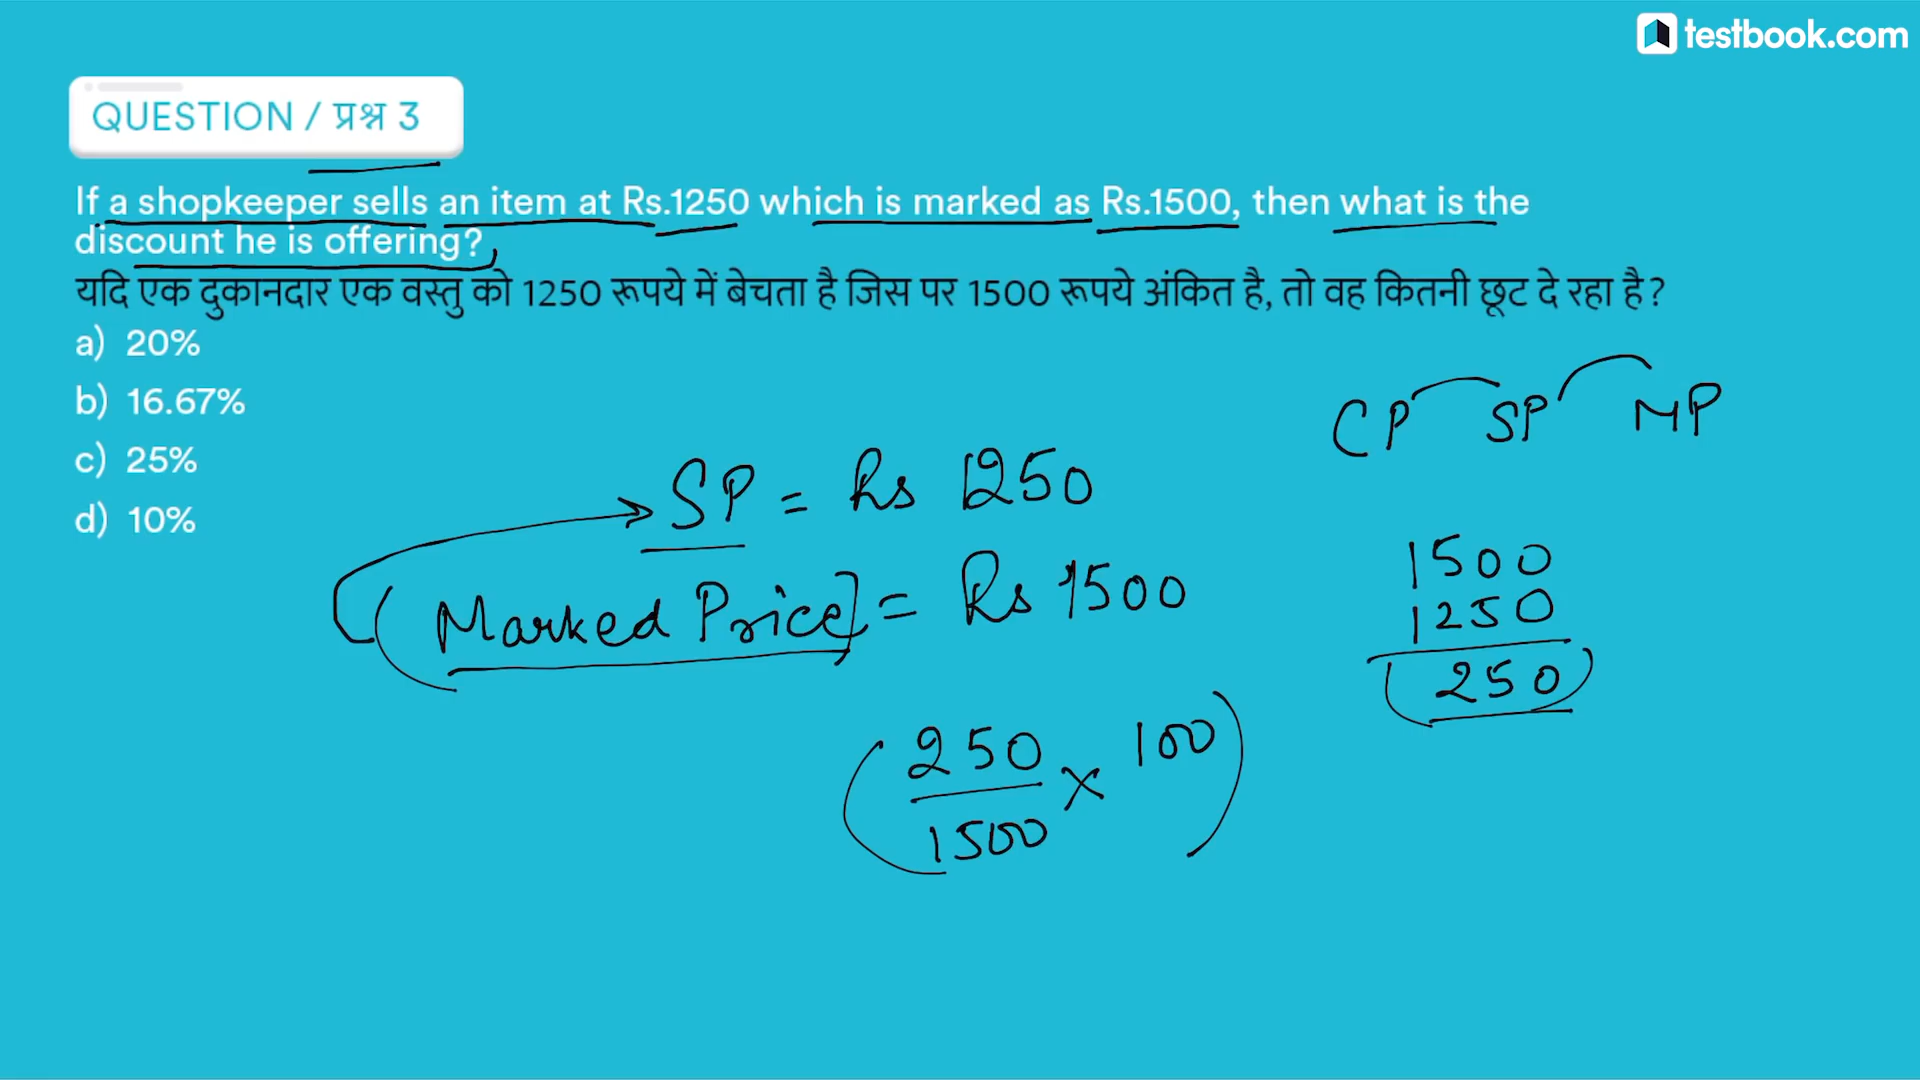 testbook.com
QUESTION / प्रश्न 3
If a shopkeeper sells an item at Rs.1250 which is marked as Rs.1500, then what is the
discount he is offering?
यदि एक दुकानदार एक वस्तु को 1250 रूपये में बेचता है जिस पर 1500 रूपये अंकित है, तो वह कितनी छूट दे रहा है?
a) 20%
b) 16.67%
c) 25%
d) 10%
CP SP MP
SP = Rs 1250
Marked Price = Rs 1500
1500
1250
250
250 × 100
1500